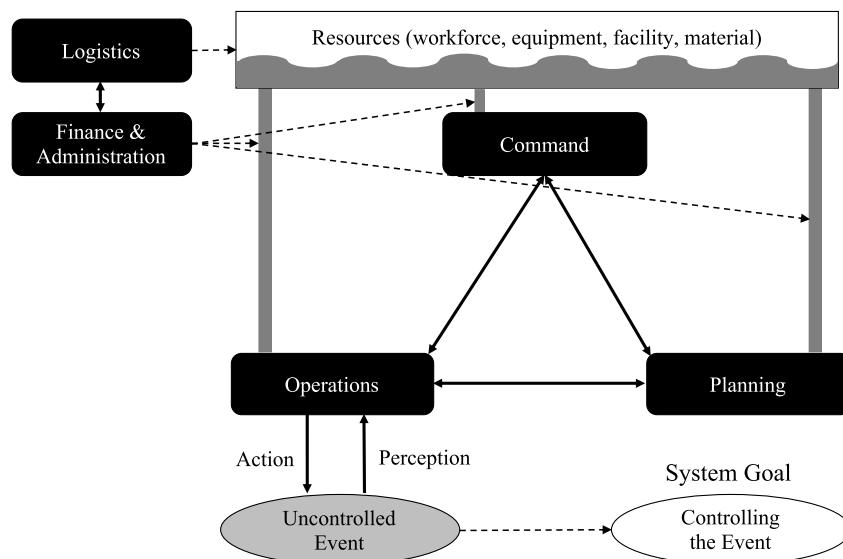 Resources (workforce, equipment, facility, material)
Logistics
Finance &
Administration
Command
Operations
Planning
Action
Perception
System Goal
Uncontrolled
Event
Controlling
the Event